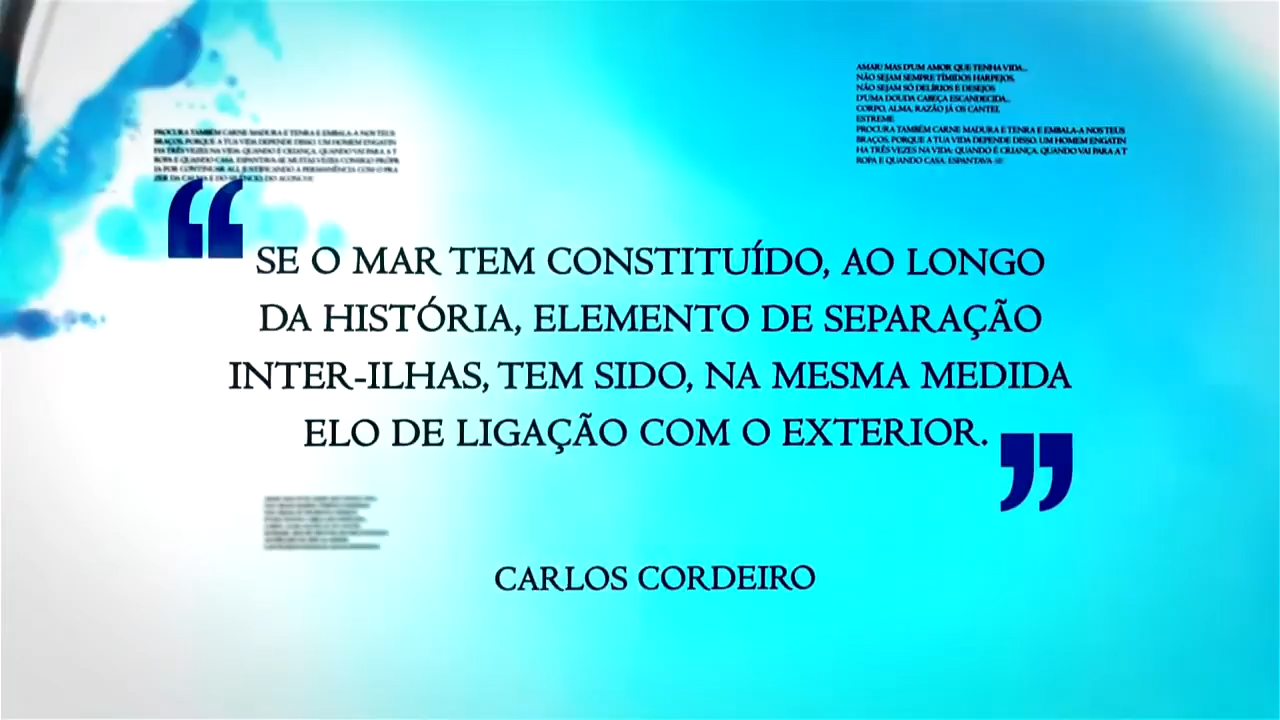 AMAR! MAS D'UM AMOR QUE TENHA VIDA...
NÃO SEJAM SEMPRE TÍMIDOS HARPEJOS,
NÃO SEJAM SÓ DELÍRIOS E DESEJOS
D'UMA DOUDA CABEÇA ESCANDECIDA...
CORPO, ALMA, RAZÃO JÁ OS CANTEI,
ESTREME
PROCURA TAMBÉM CARNE MADURA E TENRA E EMBALA-A NOS TEUS
BRAÇOS, PORQUE A TUA VIDA DEPENDE DISSO. UM HOMEM ENGATIN
HA TRÊS VEZES NA VIDA: QUANDO É CRIANÇA, QUANDO VAI PARA A T
ROPA E QUANDO CASA. ESPANTAVA-SE
PROCURA TAMBÉM CARNE MADURA E TENRA E EMBALA-A NOS TEUS
BRAÇOS, PORQUE A TUA VIDA DEPENDE DISSO. UM HOMEM ENGATIN
HA TRÊS VEZES NA VIDA: QUANDO É CRIANÇA, QUANDO VAI PARA A T
ROPA E QUANDO CASA. ESPANTAVA-SE MUITAS VEZES CONSIGO PRÓPR
IA POR CONTINUAR ALI, JUSTIFICANDO A PERMANÊNCIA COM O PRA
ZER DA CALMA E DO SILÊNCIO, DO
“SE O MAR TEM CONSTITUÍDO, AO LONGO
DA HISTÓRIA, ELEMENTO DE SEPARAÇÃO
INTER-ILHAS, TEM SIDO, NA MESMA MEDIDA
ELO DE LIGAÇÃO COM O EXTERIOR.”
CARLOS CORDEIRO